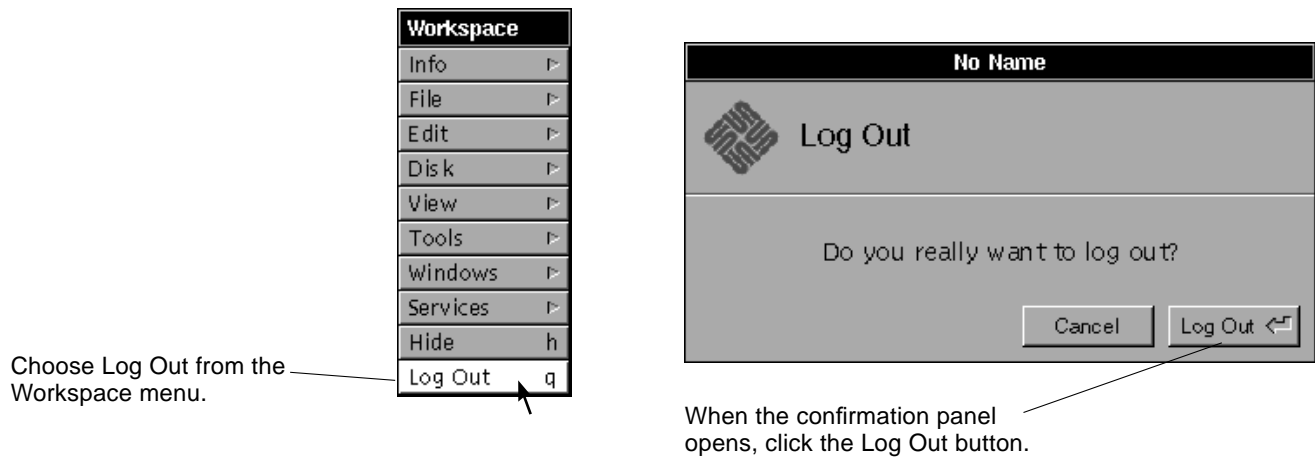 Workspace
Info
File
Edit
Disk
View
Tools
Windows
Services
Hide h
Log Out q
Choose Log Out from the
Workspace menu.
No Name
Log Out
Do you really want to log out?
Cancel
Log Out
When the confirmation panel
opens, click the Log Out button.